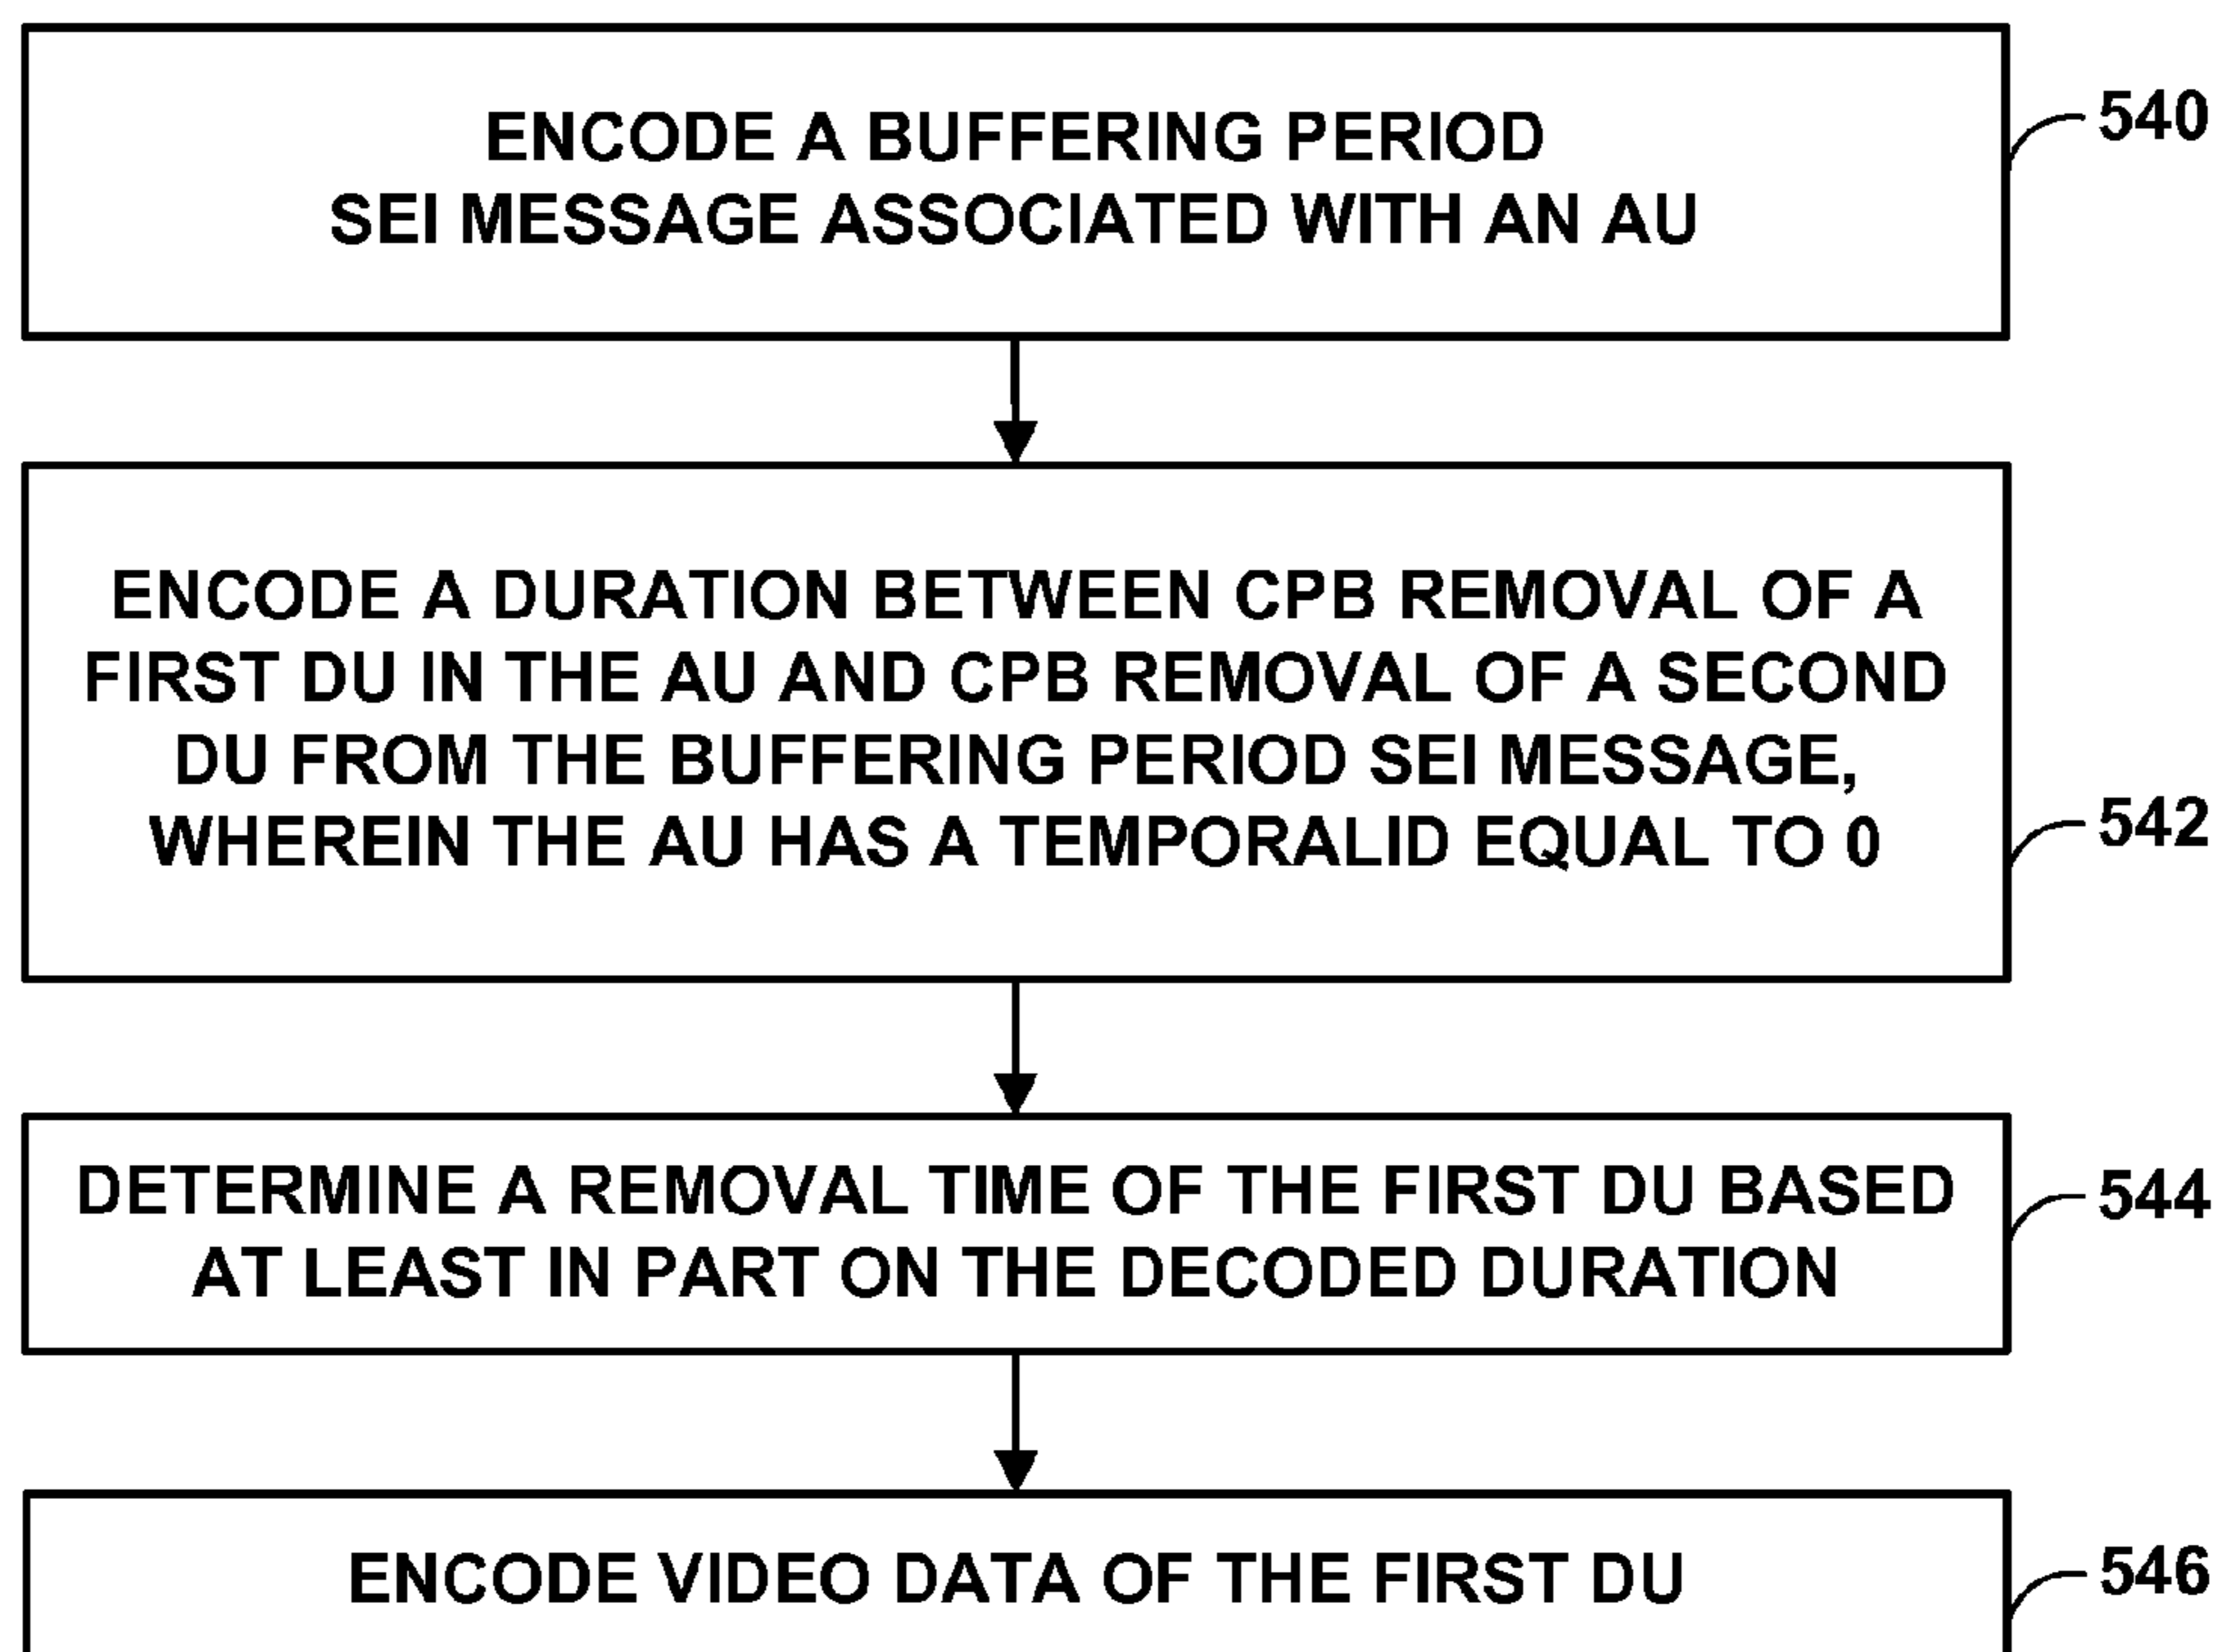 ENCODE A BUFFERING PERIOD
SEI MESSAGE ASSOCIATED WITH AN AU
540
ENCODE A DURATION BETWEEN CPB REMOVAL OF A
FIRST DU IN THE AU AND CPB REMOVAL OF A SECOND
DU FROM THE BUFFERING PERIOD SEI MESSAGE,
WHEREIN THE AU HAS A TEMPORALID EQUAL TO 0
542
DETERMINE A REMOVAL TIME OF THE FIRST DU BASED
AT LEAST IN PART ON THE DECODED DURATION
544
ENCODE VIDEO DATA OF THE FIRST DU
546